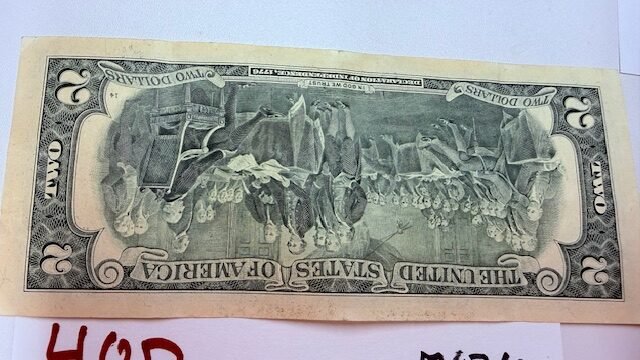 2 THE UNITED STATES OF AMERICA 2
TWO
TWO
14
IN GOD WE TRUST
2 TWO DOLLARS
DECLARATION OF INDEPENDENCE, 1776
TWO DOLLARS 2